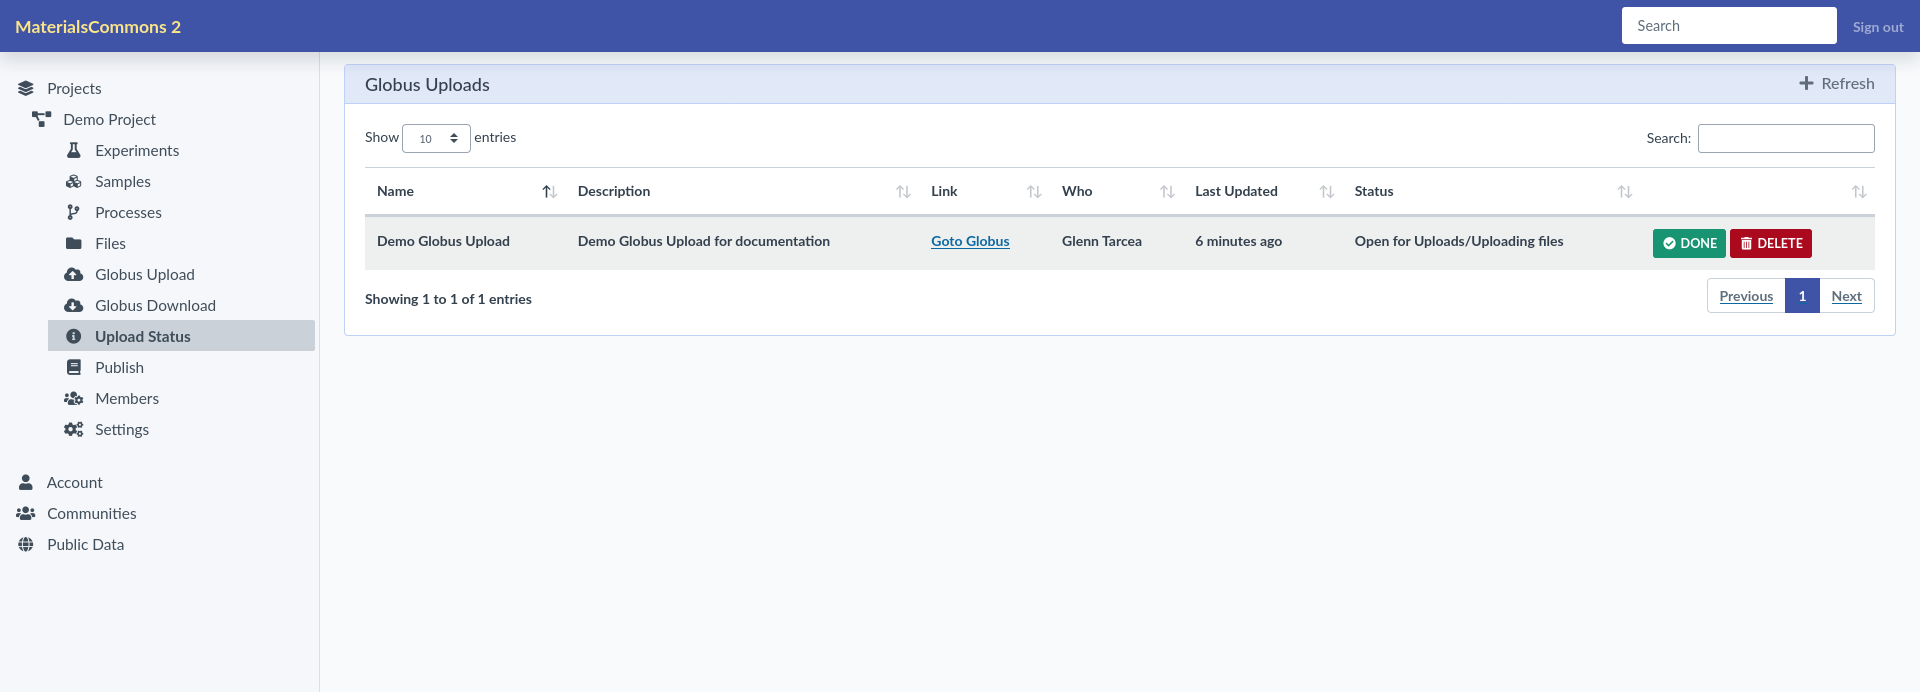 MaterialsCommons 2
Search
Sign out
Projects
Demo Project
Experiments
Samples
Processes
Files
Globus Upload
Globus Download
Upload Status
Publish
Members
Settings
Account
Communities
Public Data
Globus Uploads
Refresh
Show 10 entries
Search:
Name Description Link Who Last Updated Status
Demo Globus Upload Demo Globus Upload for documentation Goto Globus Glenn Tarcea 6 minutes ago Open for Uploads/Uploading files DONE DELETE
Showing 1 to 1 of 1 entries
Previous 1 Next